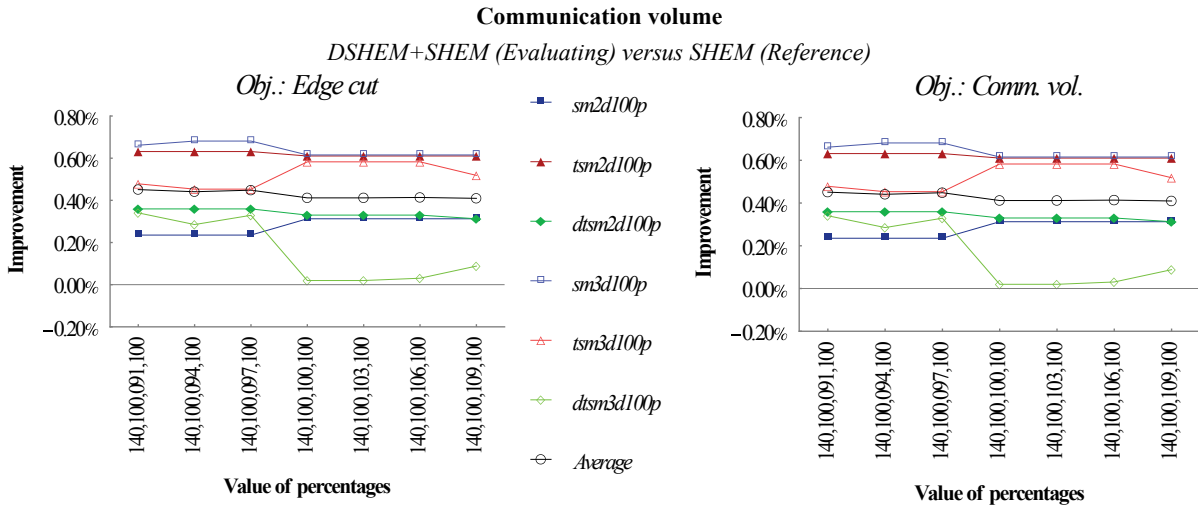 Communication volume
DSHEM+SHEM (Evaluating) versus SHEM (Reference)
Obj.: Edge cut
Improvement
0.80%
0.60%
0.40%
0.20%
0.00%
−0.20%
140,100,091,100
140,100,094,100
140,100,097,100
140,100,100,100
140,100,103,100
140,100,106,100
140,100,109,100
Value of percentages
sm2d100p
tsm2d100p
dtsm2d100p
sm3d100p
tsm3d100p
dtsm3d100p
Average
Obj.: Comm. vol.
Improvement
0.80%
0.60%
0.40%
0.20%
0.00%
−0.20%
140,100,091,100
140,100,094,100
140,100,097,100
140,100,100,100
140,100,103,100
140,100,106,100
140,100,109,100
Value of percentages